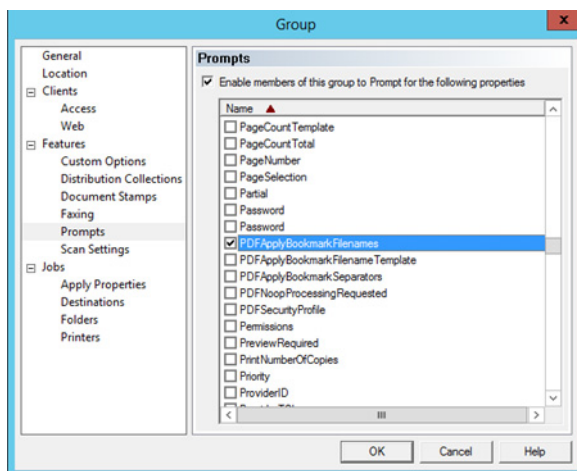 Group
x
General
Location
Clients
Access
Web
Features
Custom Options
Distribution Collections
Document Stamps
Faxing
Prompts
Scan Settings
Jobs
Apply Properties
Destinations
Folders
Printers
Prompts
Enable members of this group to Prompt for the following properties
Name
PageCountTemplate
PageCountTotal
PageNumber
PageSelection
Partial
Password
Password
PDFApplyBookmarkFilenames
PDFApplyBookmarkFilenameTemplate
PDFApplyBookmarkSeparators
PDFNoopProcessingRequested
PDFSecurityProfile
Permissions
PreviewRequired
PrintNumberOfCopies
Priority
ProviderID
OK Cancel Help